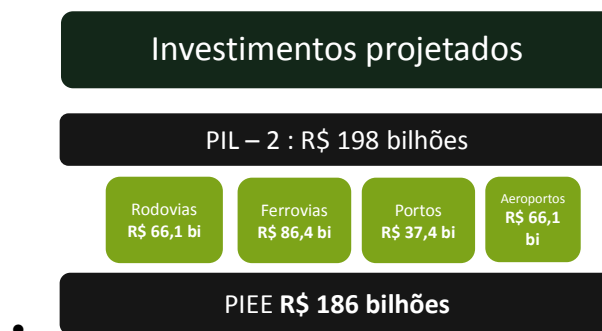 Investimentos projetados
PIL – 2 : R$ 198 bilhões
Rodovias
R$ 66,1 bi
Ferrovias
R$ 86,4 bi
Portos
R$ 37,4 bi
Aeroportos
R$ 66,1
bi
PIEE R$ 186 bilhões